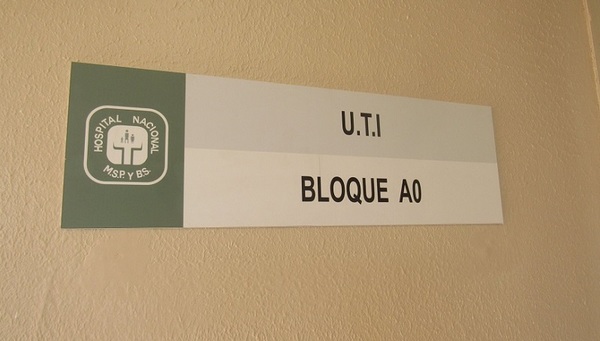 HOSPITAL NACIONAL
M.S.P. Y B.S.
U.T.I
BLOQUE A0